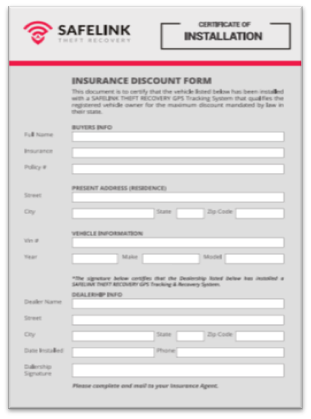 SAFELINK
THEFT RECOVERY
CERTIFICATE OF
INSTALLATION
INSURANCE DISCOUNT FORM
This document is to certify that the vehicle listed below has been installed
with a SAFELINK THEFT RECOVERY GPS Tracking System that qualifies the
registered vehicle owner for the maximum discount mandated by law in
their state.
BUYERS INFO
Full Name
Insurance
Policy #
PRESENT ADDRESS (RESIDENCE)
Street
City State Zip Code
VEHICLE INFORMATION
Vin #
Year Make Model
*The signature below certifies that the Dealership listed below has installed a
SAFELINK THEFT RECOVERY GPS Tracking & Recovery System.
DEALERSHIP INFO
Dealer Name
Street
City State Zip Code
Date Installed Phone
Signature
Please complete and mail to your Insurance Agent.